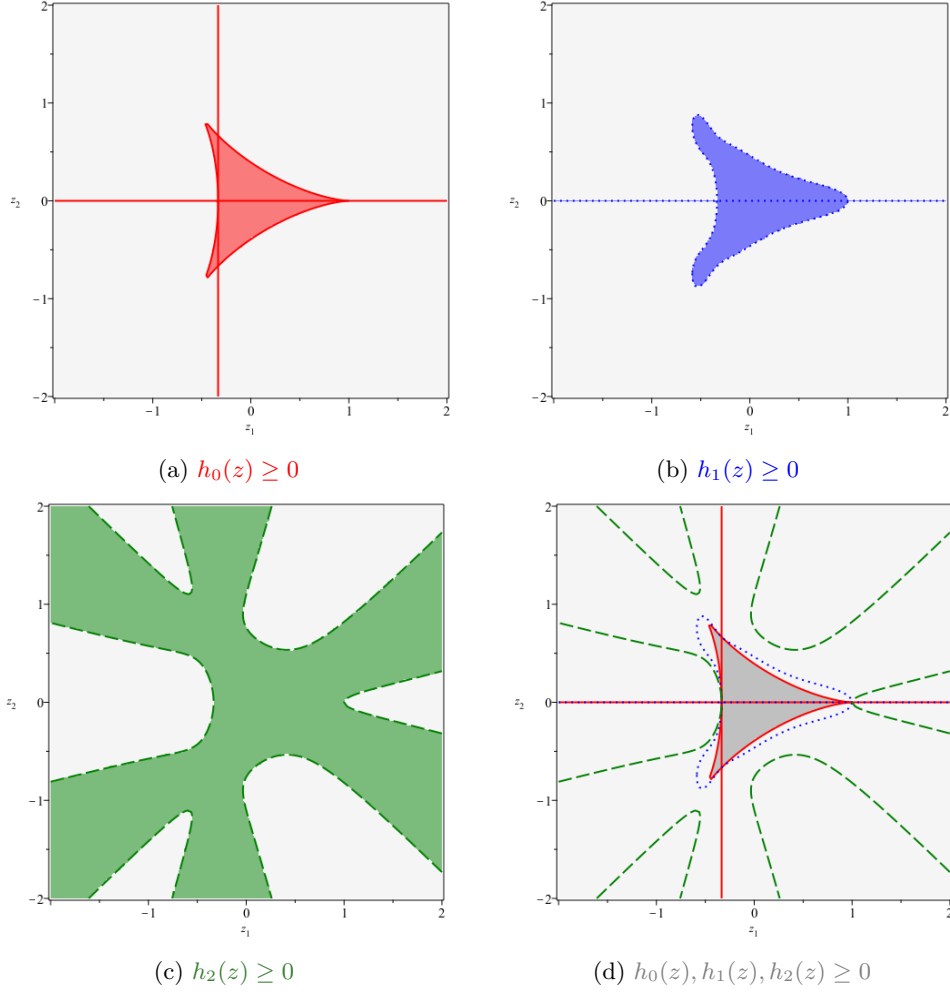 2
2
1
1
z₂ 0
z₂ 0
−1
−1
−2
−2
−1 0 1 2
−1 0 1 2
z₁
z₁
(a) h₀(z) ≥ 0
(b) h₁(z) ≥ 0
2
2
1
1
z₂ 0
z₂ 0
−1
−1
−2
−2
−1 0 1 2
−1 0 1 2
z₁
z₁
(c) h₂(z) ≥ 0
(d) h₀(z), h₁(z), h₂(z) ≥ 0